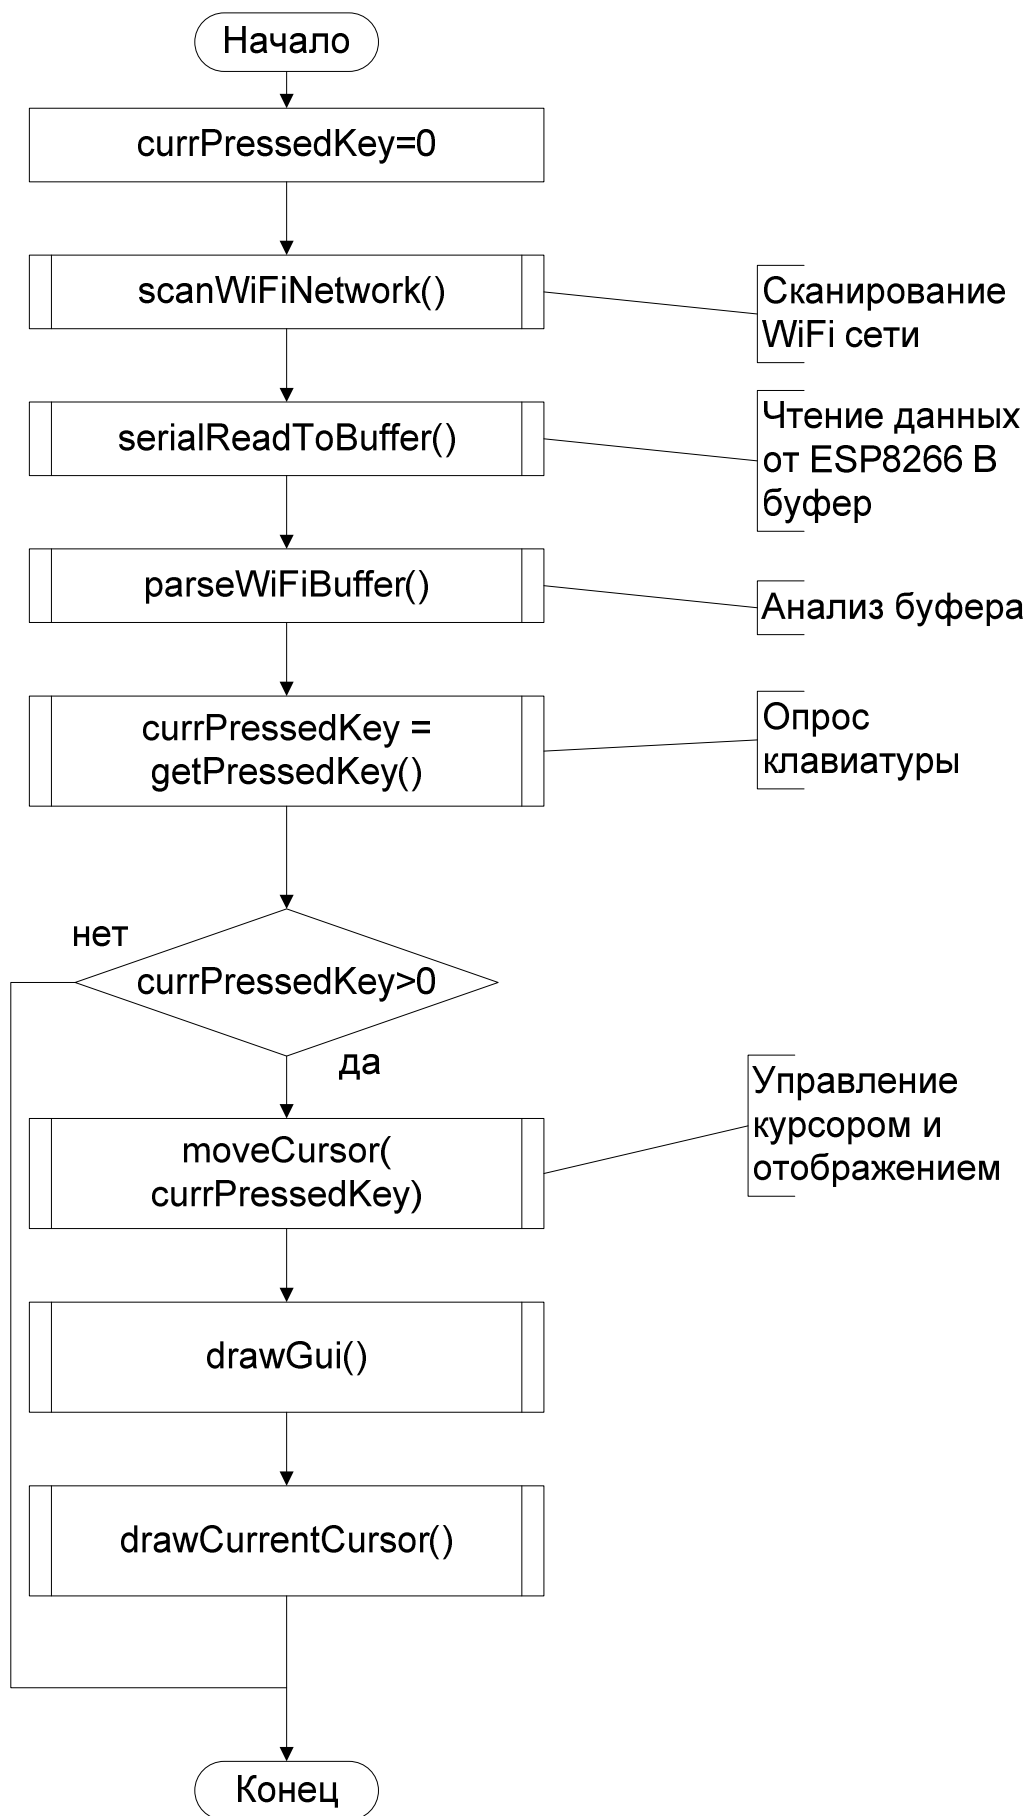 Начало
currPressedKey=0
scanWiFiNetwork()
Сканирование
WiFi сети
serialReadToBuffer()
Чтение данных
от ESP8266 В
буфер
parseWiFiBuffer()
Анализ буфера
currPressedKey =
getPressedKey()
Опрос
клавиатуры
нет
currPressedKey>0
да
moveCursor(
currPressedKey)
Управление
курсором и
отображением
drawGui()
drawCurrentCursor()
Конец